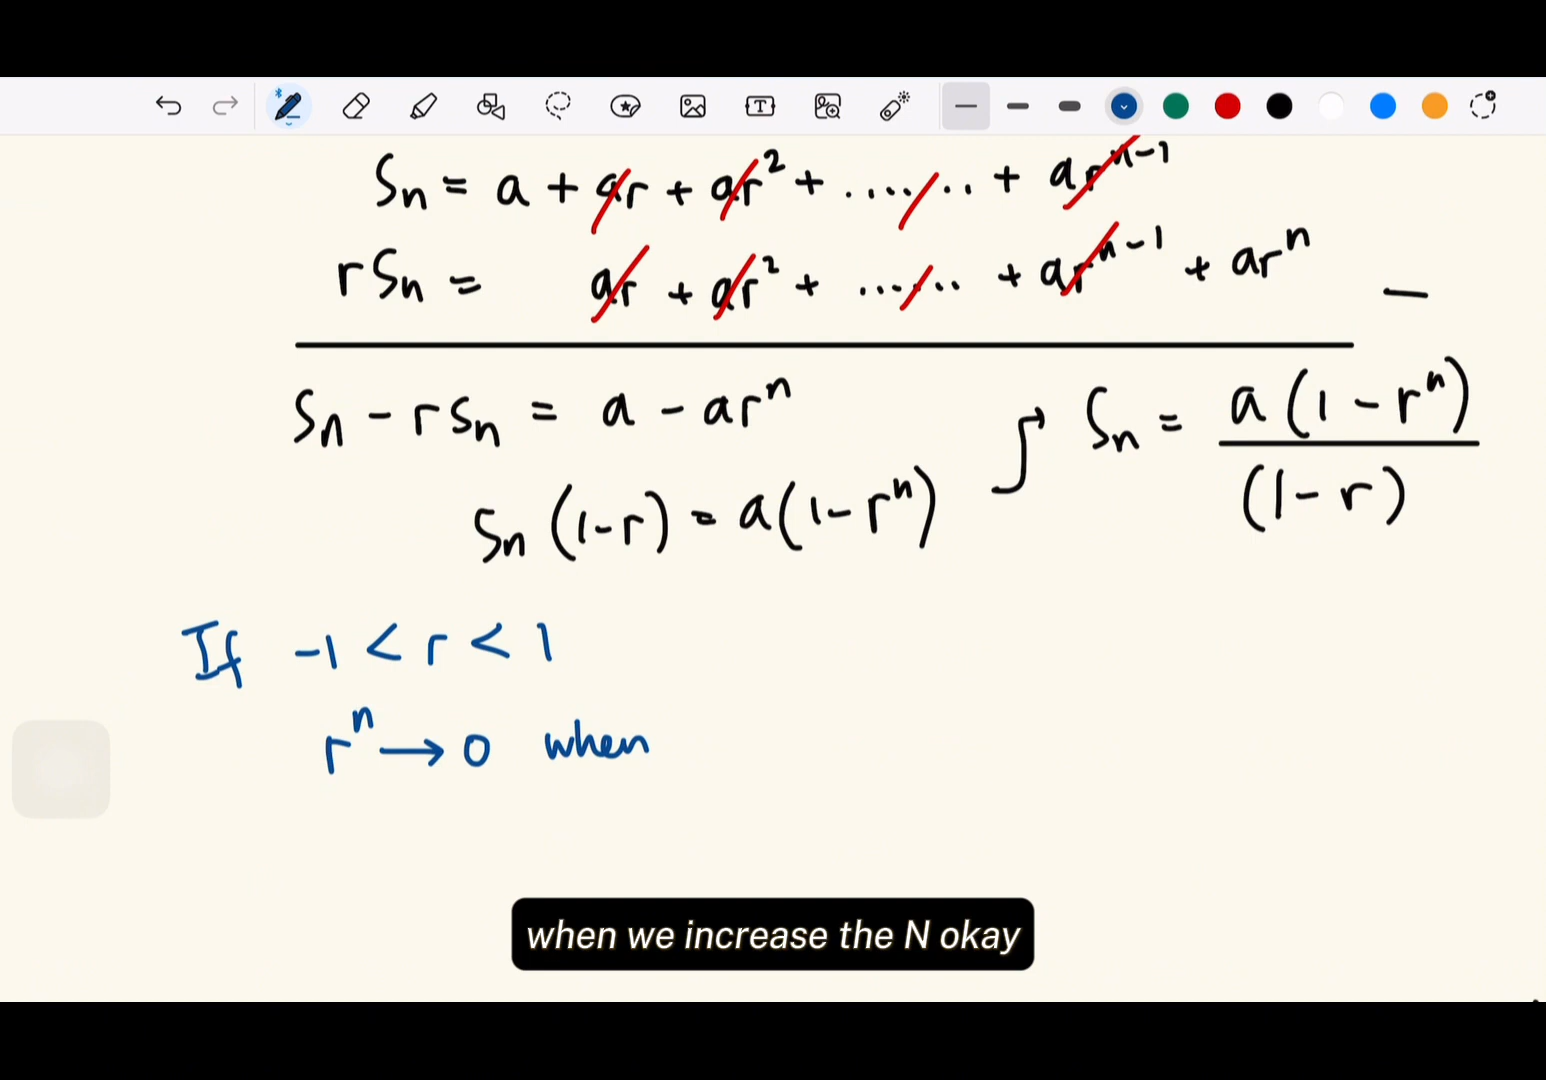 Sn = a + ar + ar² + ....... + arⁿ⁻¹
rSn = ar + ar² + ....... + arⁿ⁻¹ + arⁿ −
Sn - rSn = a - arⁿ
Sn (1-r) = a(1-rⁿ)
Sn = a(1-rⁿ) / (1-r)
If -1 < r < 1
rⁿ → 0 when
when we increase the N okay